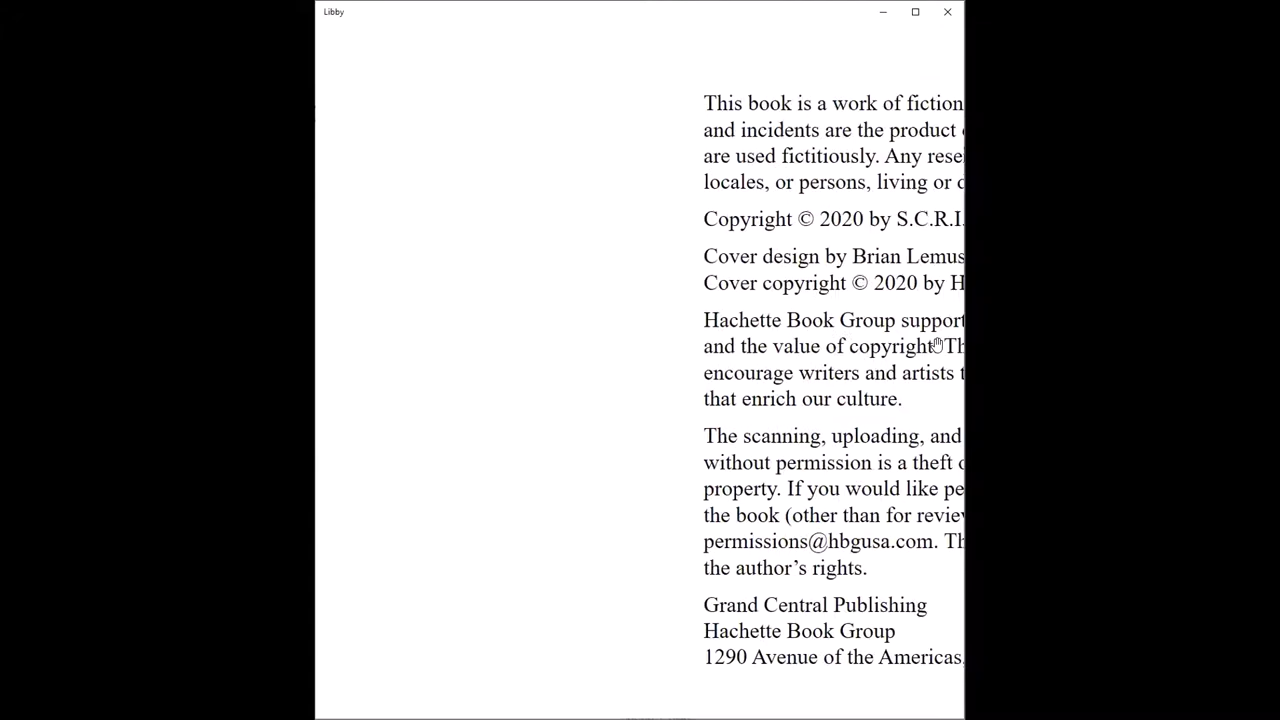 Libby
This book is a work of fiction
and incidents are the product
are used fictitiously. Any
locales, or persons, living or
Copyright © 2020 by S.C.R.I.
Cover design by Brian Lemus
Cover copyright © 2020 by H
Hachette Book Group support
and the value of copyright. Th
encourage writers and artists
that enrich our culture.
The scanning, uploading, and
without permission is a theft
property. If you would like
the book (other than for
permissions@hbgusa.com.
the author’s rights.
Grand Central Publishing
Hachette Book Group
1290 Avenue of the Americas,